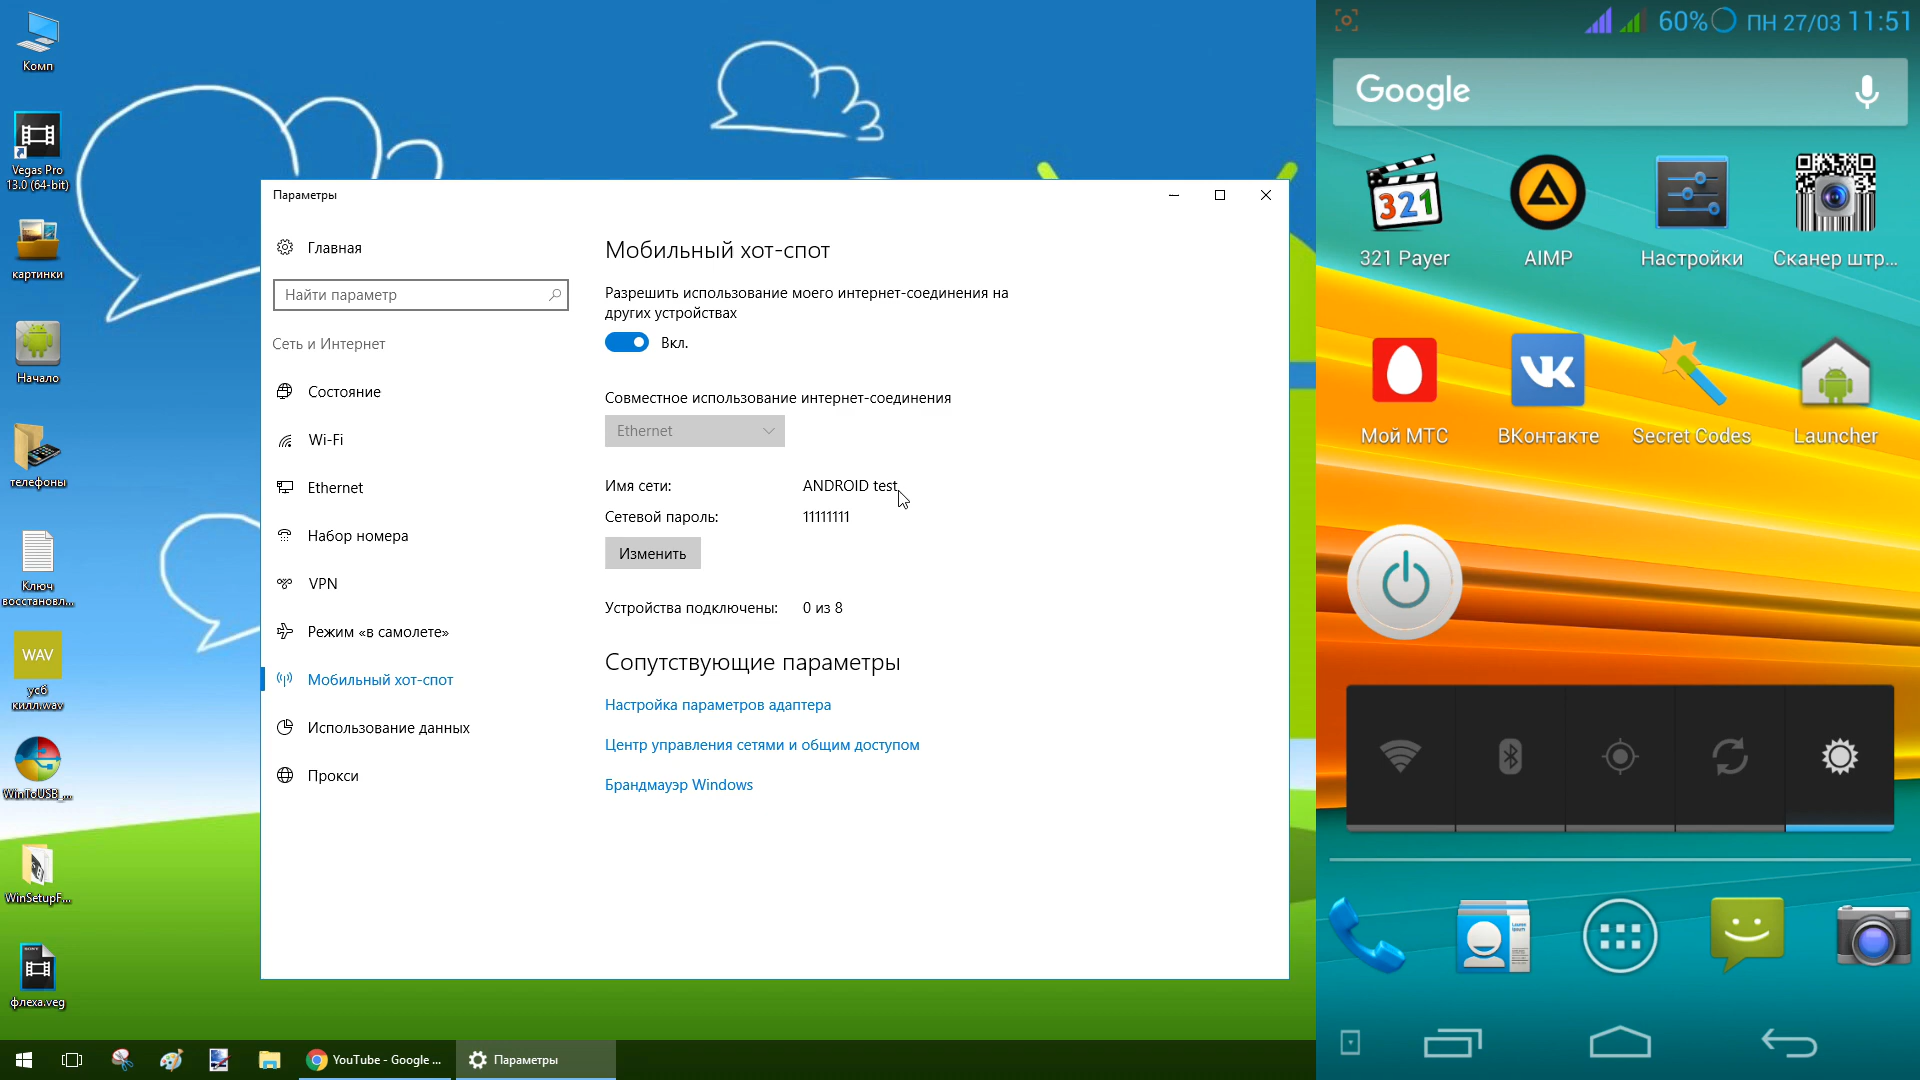 Комп
Vegas Pro
13.0 (64-bit)
картинки
Начало
телефоны
Ключ
восстановл...
WAV
усб
килл.wav
WinToUSB_...
WinSetupF...
SONY
флеха.veg
Параметры
Главная
Найти параметр
Сеть и Интернет
Состояние
Wi-Fi
Ethernet
Набор номера
VPN
Режим «в самолете»
Мобильный хот-спот
Использование данных
Прокси
Мобильный хот-спот
Разрешить использование моего интернет-соединения на
других устройствах
Вкл.
Совместное использование интернет-соединения
Ethernet
Имя сети: ANDROID test
Сетевой пароль: 11111111
Изменить
Устройства подключены: 0 из 8
Сопутствующие параметры
Настройка параметров адаптера
Центр управления сетями и общим доступом
Брандмауэр Windows
YouTube - Google ...
Параметры
60% ПН 27/03 11:51
Google
321
321 Payer
AIMP
Настройки
Сканер штр...
Мой МТС
ВКонтакте
Secret Codes
Launcher